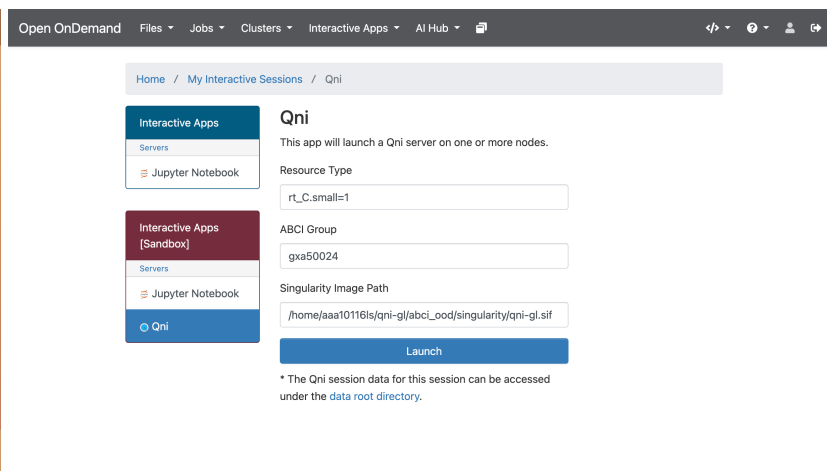 Open OnDemand Files Jobs Clusters Interactive Apps AI Hub
Home / My Interactive Sessions / Qni
Interactive Apps
Servers
Jupyter Notebook
Interactive Apps
[Sandbox]
Servers
Jupyter Notebook
Qni
Qni
This app will launch a Qni server on one or more nodes.
Resource Type
rt_C.small=1
ABCI Group
gxa50024
Singularity Image Path
/home/aaa10116ls/qni-gl/abci_ood/singularity/qni-gl.sif
Launch
* The Qni session data for this session can be accessed
under the data root directory.